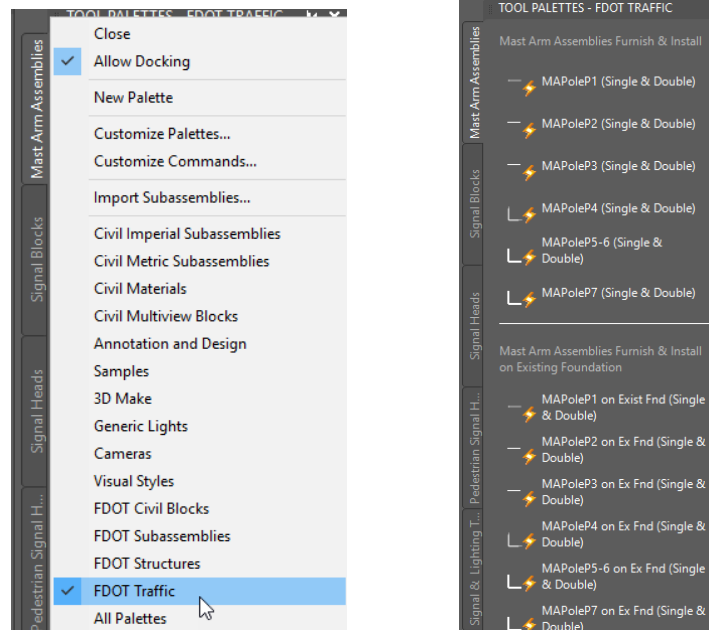 TOOL PALETTES - FDOT TRAFFIC
Close
Allow Docking
New Palette
Customize Palettes...
Customize Commands...
Import Subassemblies...
Civil Imperial Subassemblies
Civil Metric Subassemblies
Civil Materials
Civil Multiview Blocks
Annotation and Design
Samples
3D Make
Generic Lights
Cameras
Visual Styles
FDOT Civil Blocks
FDOT Subassemblies
FDOT Structures
FDOT Traffic
All Palettes
Mast Arm Assemblies
Signal Blocks
Signal Heads
Pedestrian Signal H...
TOOL PALETTES - FDOT TRAFFIC
Mast Arm Assemblies
Signal Blocks
Signal Heads
Pedestrian Signal H...
Signal & Lighting T...
Mast Arm Assemblies Furnish & Install
MAPoleP1 (Single & Double)
MAPoleP2 (Single & Double)
MAPoleP3 (Single & Double)
MAPoleP4 (Single & Double)
MAPoleP5-6 (Single &
Double)
MAPoleP7 (Single & Double)
Mast Arm Assemblies Furnish & Install
on Existing Foundation
MAPoleP1 on Exist Fnd (Single
& Double)
MAPoleP2 on Ex Fnd (Single &
Double)
MAPoleP3 on Ex Fnd (Single &
Double)
MAPoleP4 on Ex Fnd (Single &
Double)
MAPoleP5-6 on Ex Fnd (Single
& Double)
MAPoleP7 on Ex Fnd (Single &
Double)